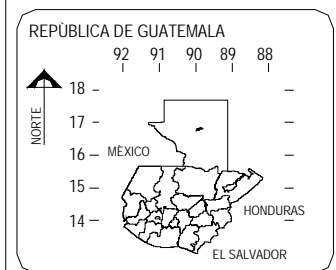 REPÙBLICA DE GUATEMALA
92 91 90 89 88
NORTE
18
17
16
MÈXICO
15
HONDURAS
14
EL SALVADOR